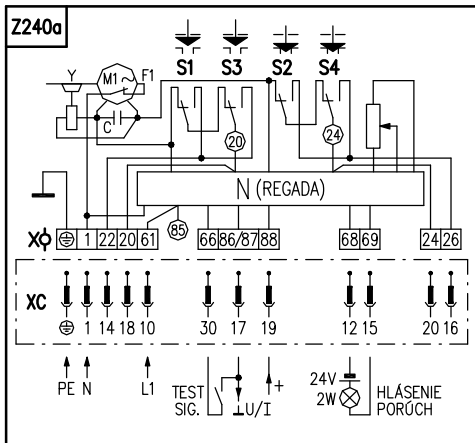 Z240a
S1 S3 S2 S4
Y M1 ~ F1
C
20 24
N (REGADA)
85
X 1 22 20 61 66 86/87 88 68 69 24 26
XC
1 14 18 10 30 17 19 12 15 20 16
PE N L1 TEST SIG. U/I + 24V 2W HLÁSENIE PORÚCH